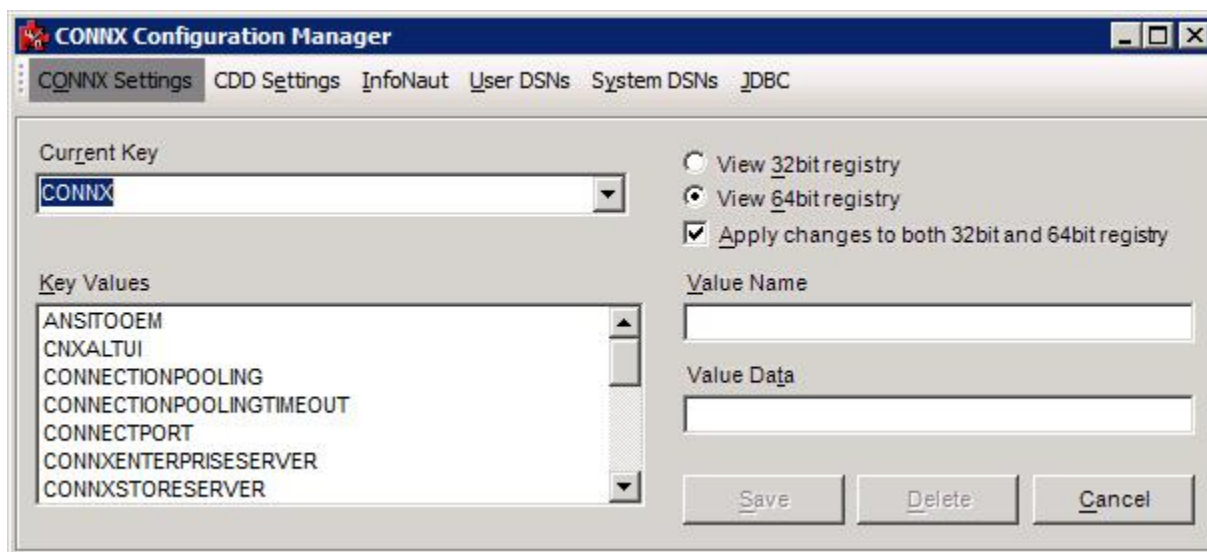 CONNX Configuration Manager
CONNX Settings CDD Settings InfoNaut User DSNs System DSNs JDBC
Current Key
CONNX
View 32bit registry
View 64bit registry
Apply changes to both 32bit and 64bit registry
Key Values
ANSITOOEM
CNXALTUI
CONNECTIONPOOLING
CONNECTIONPOOLINGTIMEOUT
CONNECTPORT
CONNXENTERPRISESERVER
CONNXSTORESERVER
Value Name
Value Data
Save Delete Cancel